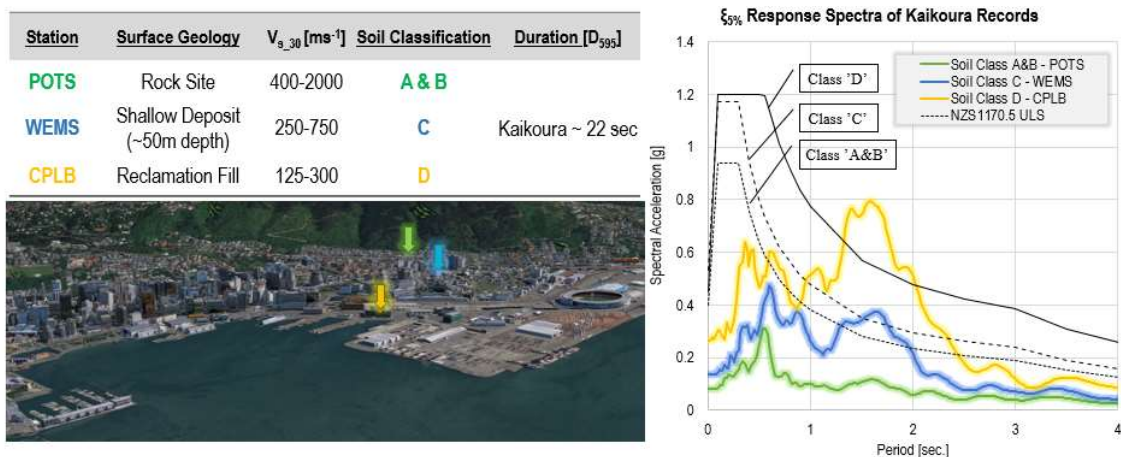 Station Surface Geology Vs_30 [ms-1] Soil Classification Duration [D595]
POTS Rock Site 400-2000 A & B
WEMS Shallow Deposit (~50m depth) 250-750 C Kaikoura ~ 22 sec
CPLB Reclamation Fill 125-300 D
ξ5% Response Spectra of Kaikoura Records
Spectral Acceleration [g]
1.4
1.2
1
0.8
0.6
0.4
0.2
0
Class 'D'
Class 'C'
Class 'A&B'
Soil Class A&B - POTS
Soil Class C - WEMS
Soil Class D - CPLB
NZS1170.5 ULS
0 1 2 3 4
Period [sec.]